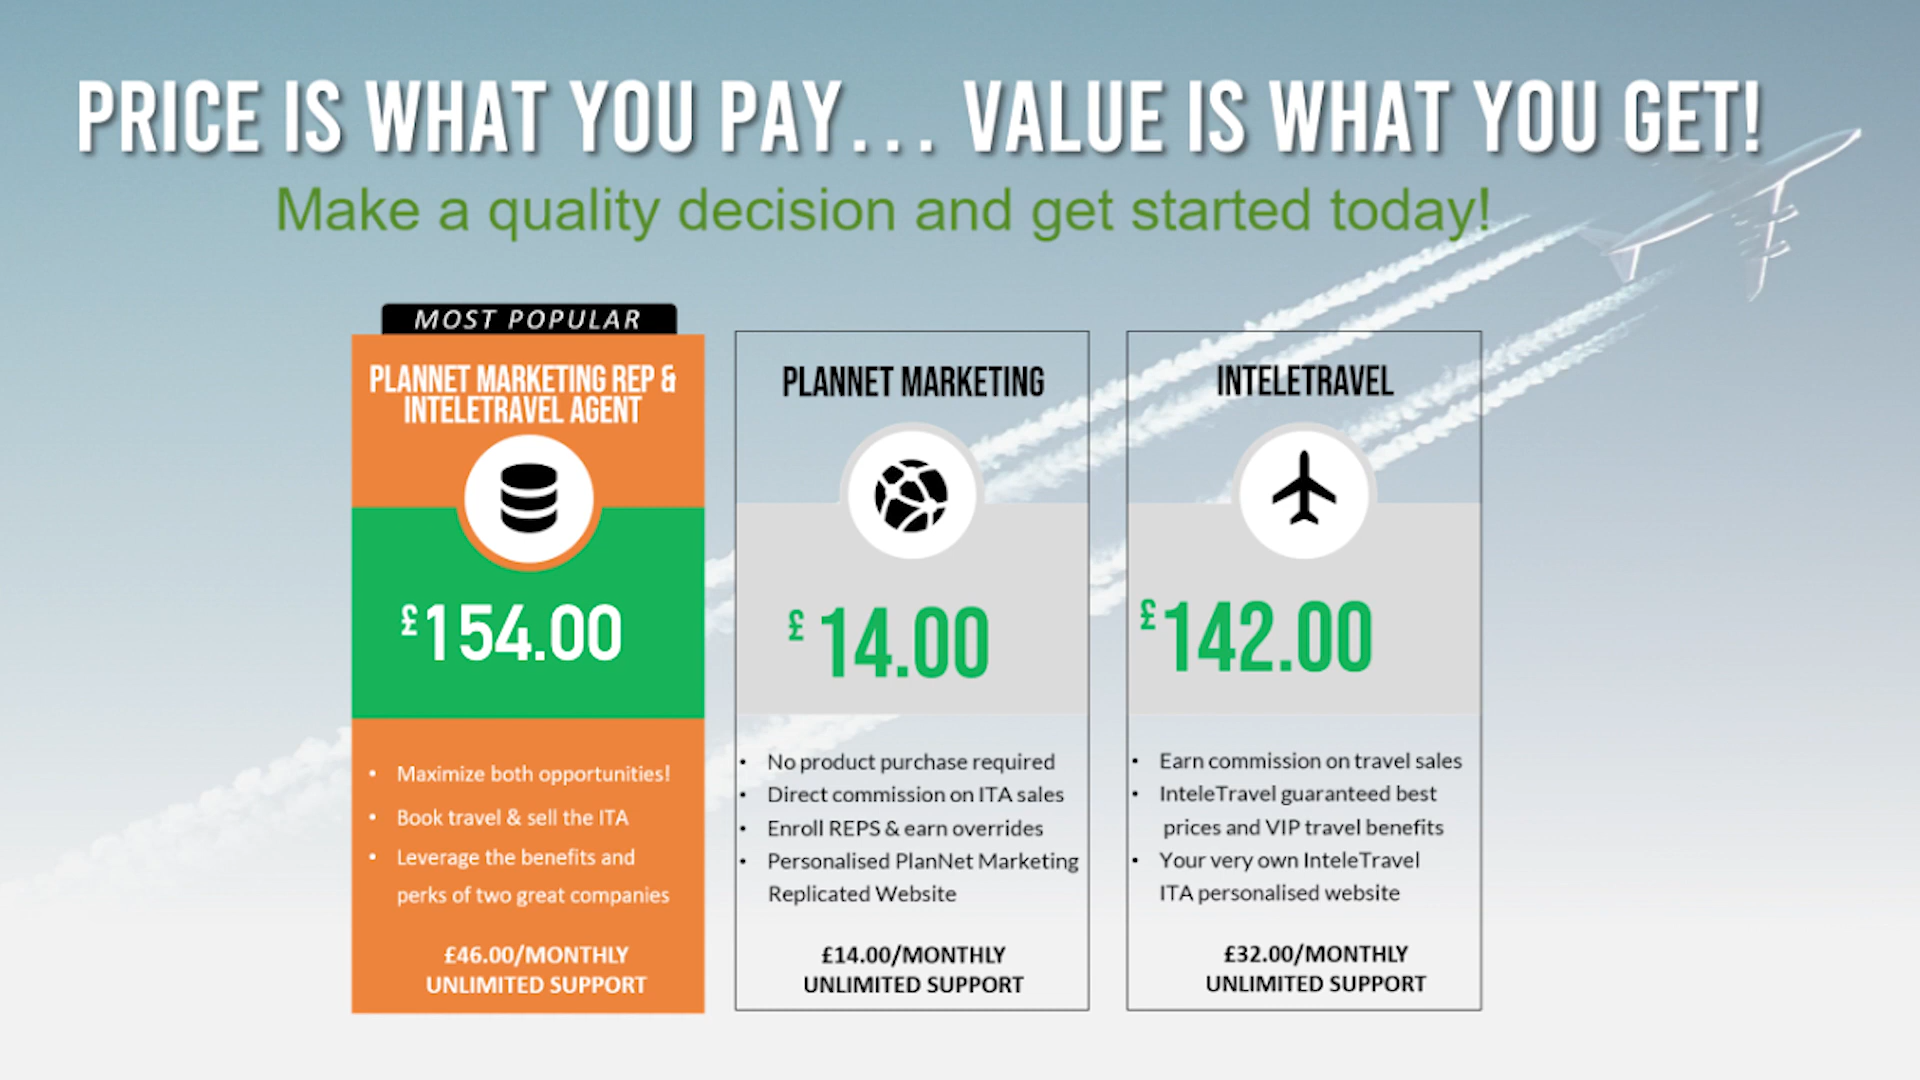 PRICE IS WHAT YOU PAY... VALUE IS WHAT YOU GET!
Make a quality decision and get started today!
MOST POPULAR
PLANNET MARKETING REP &
INTELETRAVEL AGENT
£154.00
• Maximize both opportunities!
• Book travel & sell the ITA
• Leverage the benefits and
perks of two great companies
£46.00/MONTHLY
UNLIMITED SUPPORT
PLANNET MARKETING
£ 14.00
• No product purchase required
• Direct commission on ITA sales
• Enroll REPS & earn overrides
• Personalised PlanNet Marketing
Replicated Website
£14.00/MONTHLY
UNLIMITED SUPPORT
INTELETRAVEL
£142.00
• Earn commission on travel sales
• InteleTravel guaranteed best
prices and VIP travel benefits
• Your very own InteleTravel
ITA personalised website
£32.00/MONTHLY
UNLIMITED SUPPORT